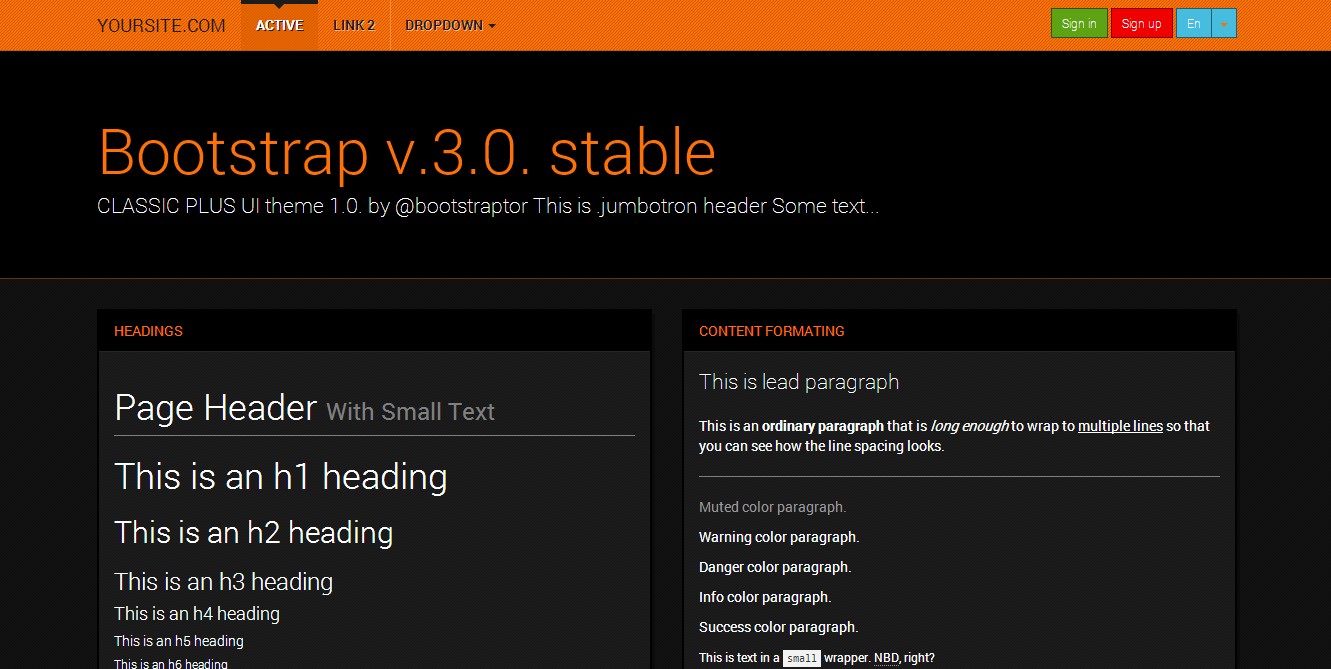 YOURSITE.COM ACTIVE LINK 2 DROPDOWN Sign in Sign up En
Bootstrap v.3.0. stable
CLASSIC PLUS UI theme 1.0. by @bootstraptor This is .jumbotron header Some text...
HEADINGS
Page Header With Small Text
This is an h1 heading
This is an h2 heading
This is an h3 heading
This is an h4 heading
This is an h5 heading
This is an h6 heading
CONTENT FORMATING
This is lead paragraph
This is an ordinary paragraph that is long enough to wrap to multiple lines so that
you can see how the line spacing looks.
Muted color paragraph.
Warning color paragraph.
Danger color paragraph.
Info color paragraph.
Success color paragraph.
This is text in a small wrapper. NBD, right?